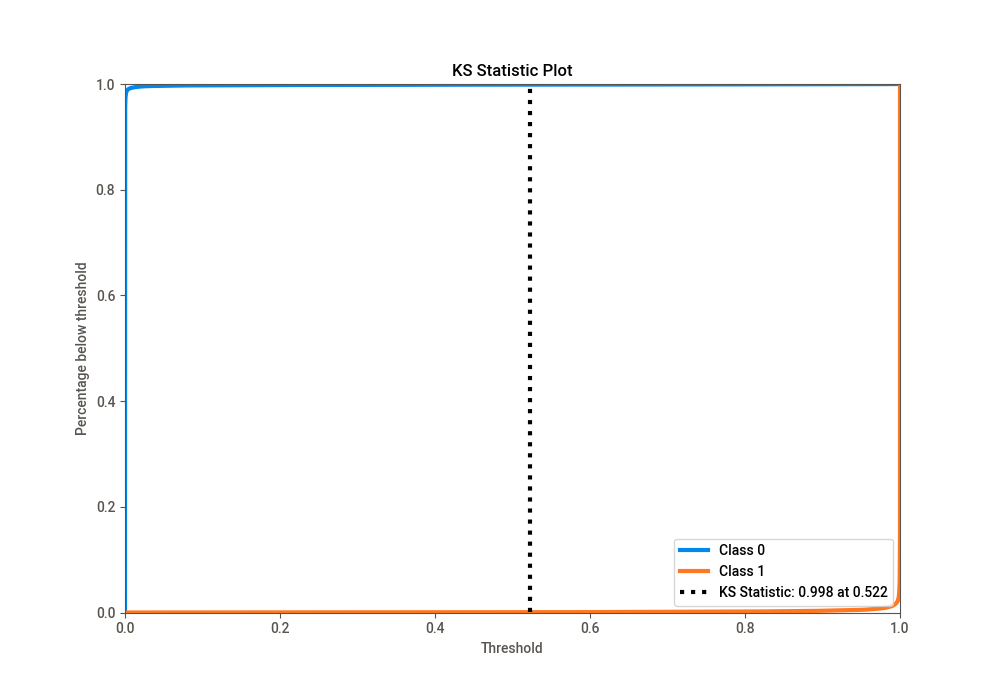 KS Statistic Plot
1.0
0.8
0.6
0.4
0.2
0.0
Percentage below threshold
0.0 0.2 0.4 0.6 0.8 1.0
Threshold
Class 0
Class 1
KS Statistic: 0.998 at 0.522